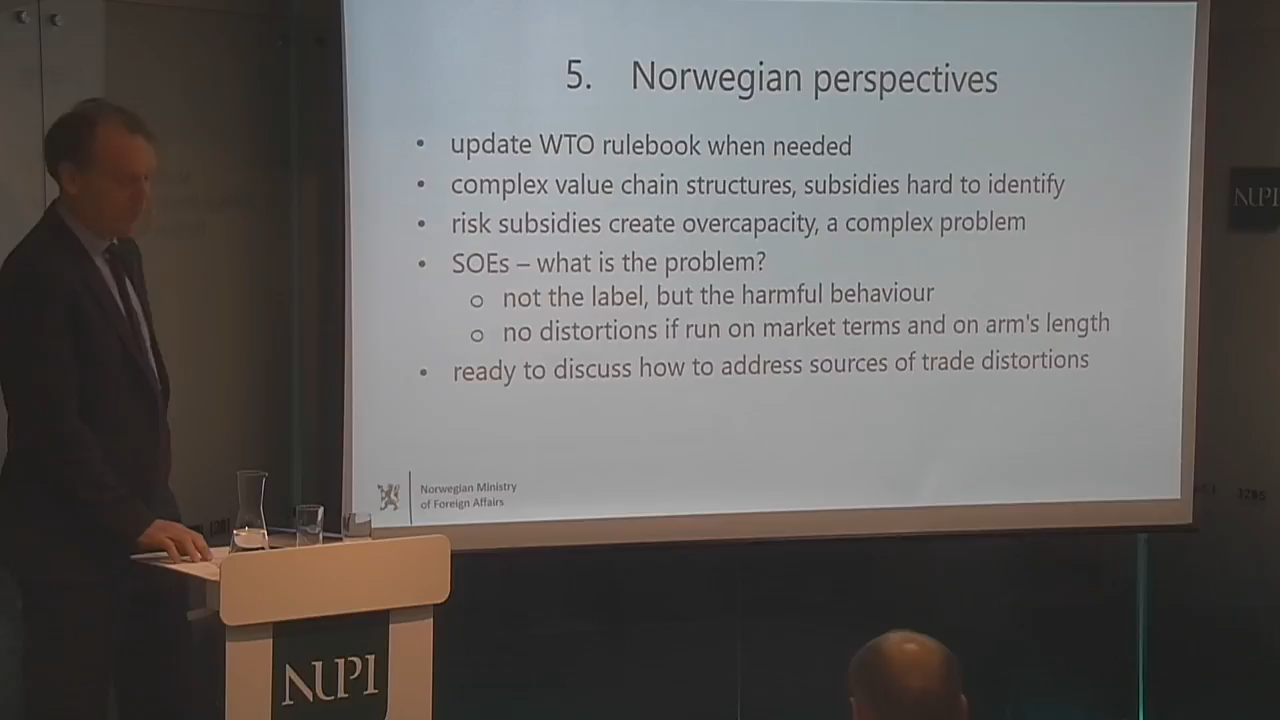 5. Norwegian perspectives
• update WTO rulebook when needed
• complex value chain structures, subsidies hard to identify
• risk subsidies create overcapacity, a complex problem
• SOEs – what is the problem?
o not the label, but the harmful behaviour
o no distortions if run on market terms and on arm's length
• ready to discuss how to address sources of trade distortions
Norwegian Ministry
of Foreign Affairs
NUPI
NUPI